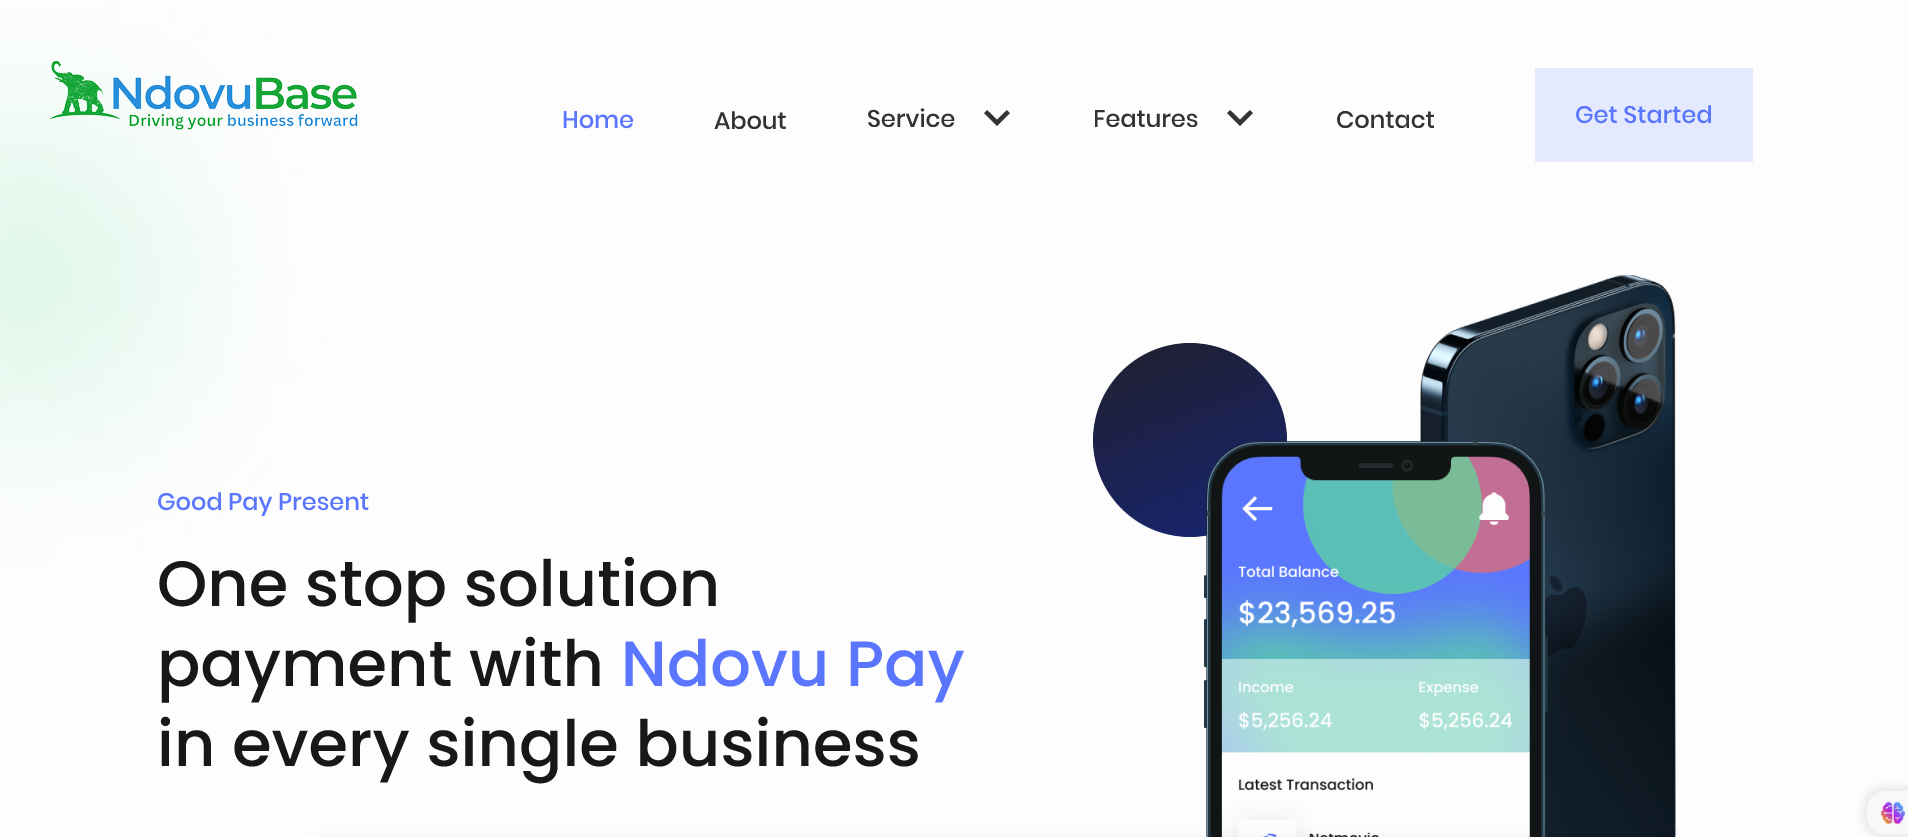 NdovuBase
Driving your business forward
Home
About
Service
Features
Contact
Get Started
Good Pay Present
One stop solution
payment with Ndovu Pay
in every single business
Total Balance
$23,569.25
Income
Expense
$5,256.24
$5,256.24
Latest Transaction